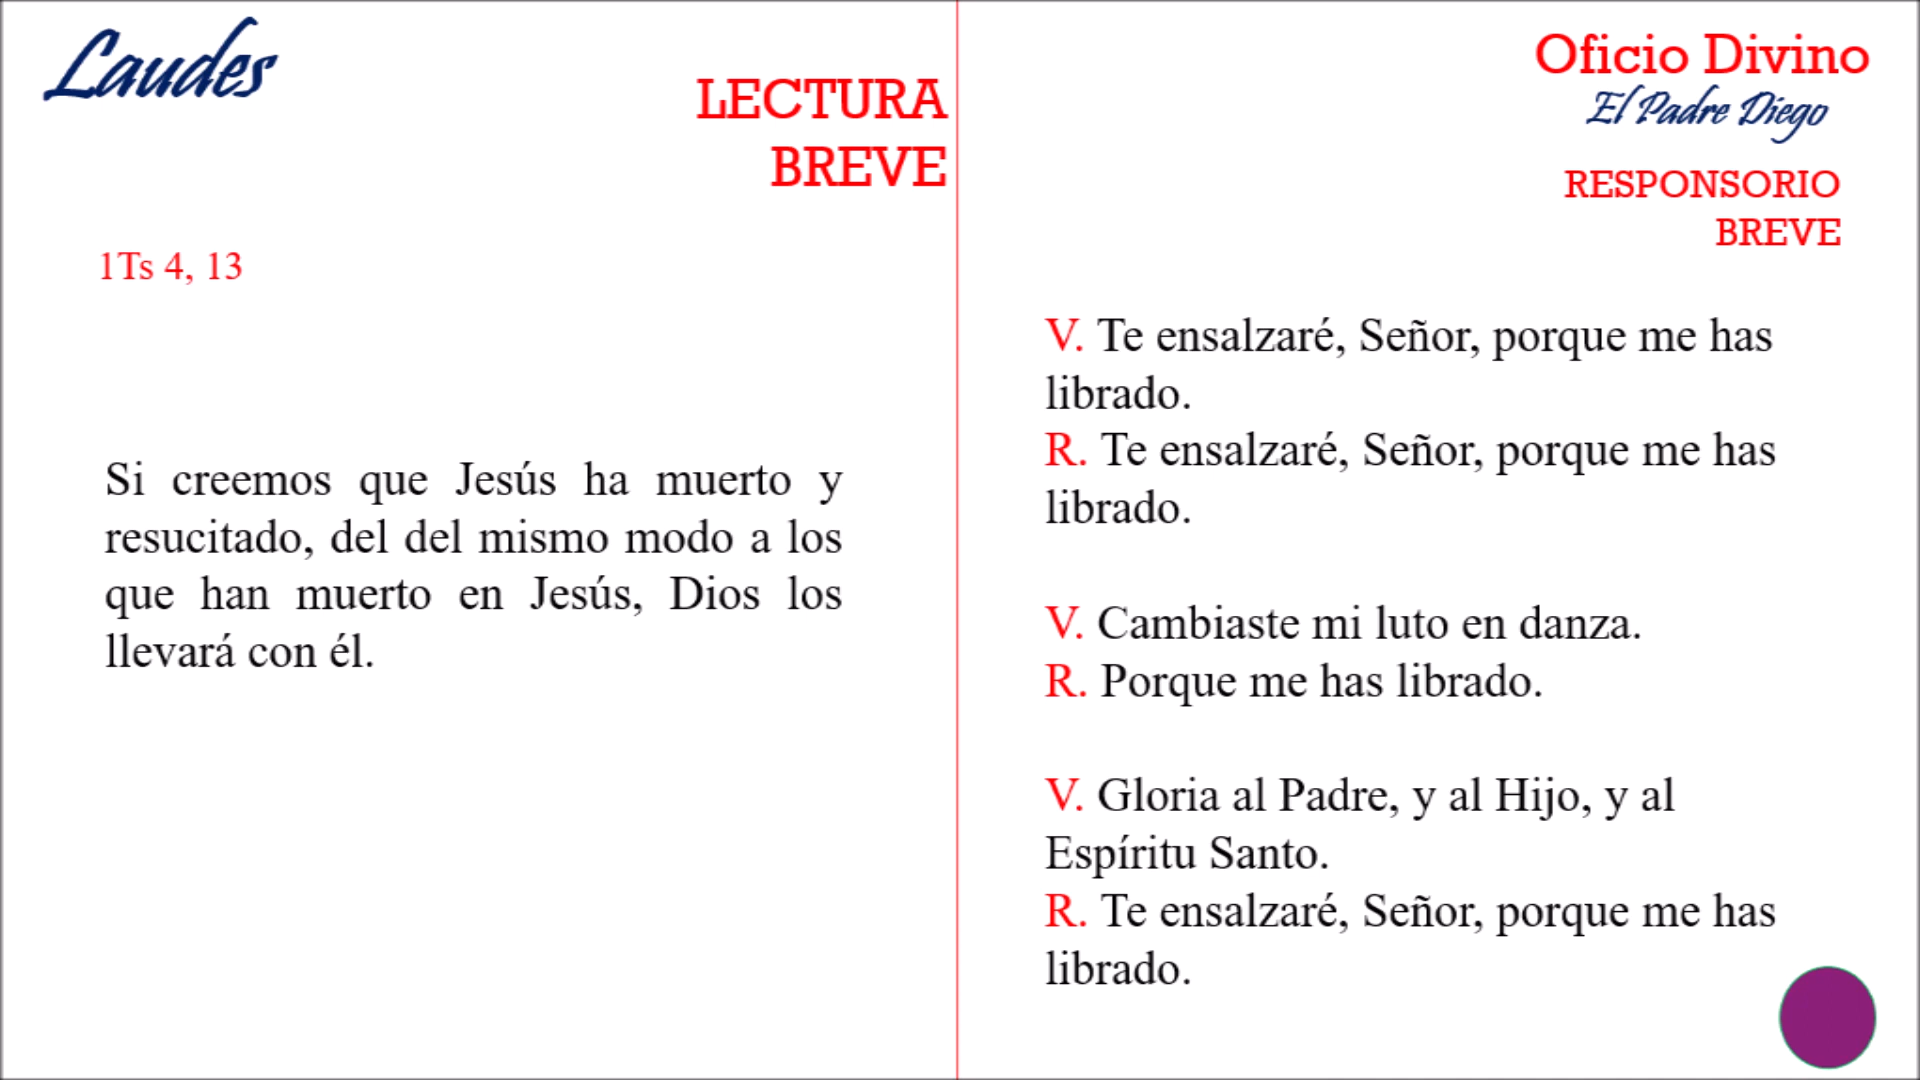 Laudes
LECTURA
BREVE
1Ts 4, 13
Si creemos que Jesús ha muerto y
resucitado, del del mismo modo a los
que han muerto en Jesús, Dios los
llevará con él.
Oficio Divino
El Padre Diego
RESPONSORIO
BREVE
V. Te ensalzaré, Señor, porque me has
librado.
R. Te ensalzaré, Señor, porque me has
librado.
V. Cambiaste mi luto en danza.
R. Porque me has librado.
V. Gloria al Padre, y al Hijo, y al
Espíritu Santo.
R. Te ensalzaré, Señor, porque me has
librado.